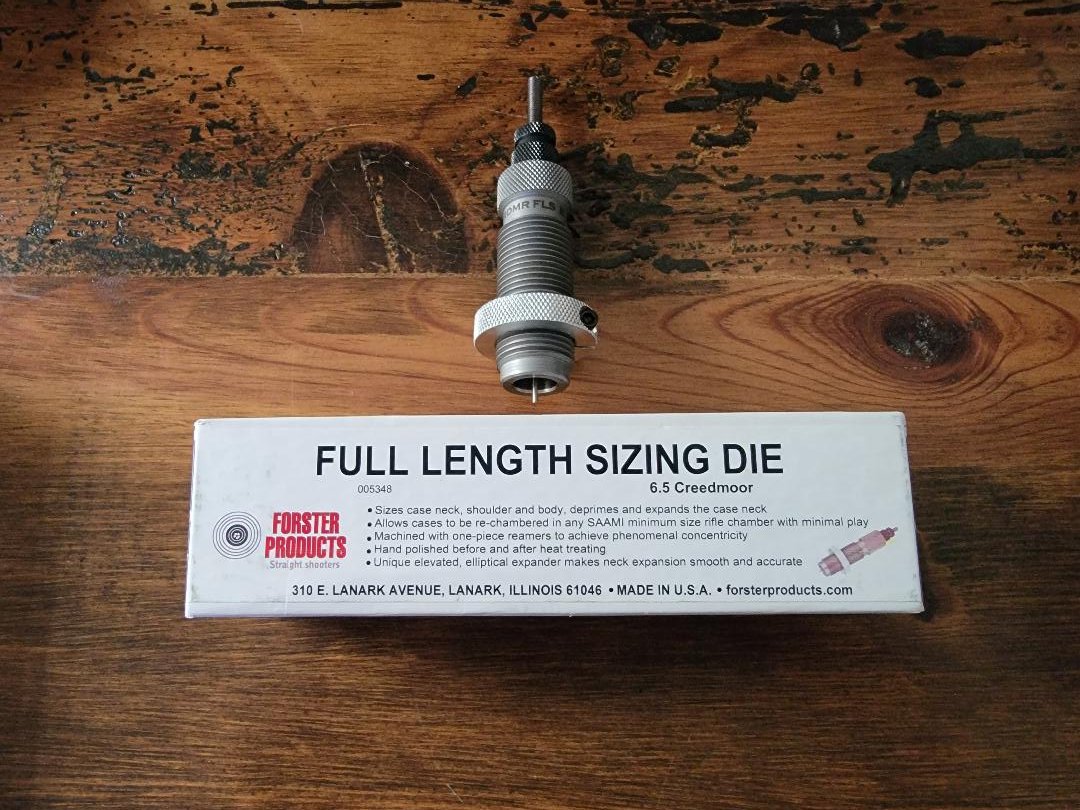 DMR FLS
FULL LENGTH SIZING DIE
005348
6.5 Creedmoor
FORSTER
PRODUCTS
Straight shooters
• Sizes case neck, shoulder and body, deprimes and expands the case neck
• Allows cases to be re-chambered in any SAAMI minimum size rifle chamber with minimal play
• Machined with one-piece reamers to achieve phenomenal concentricity
• Hand polished before and after heat treating
• Unique elevated, elliptical expander makes neck expansion smooth and accurate
310 E. LANARK AVENUE, LANARK, ILLINOIS 61046 • MADE IN U.S.A. • forsterproducts.com